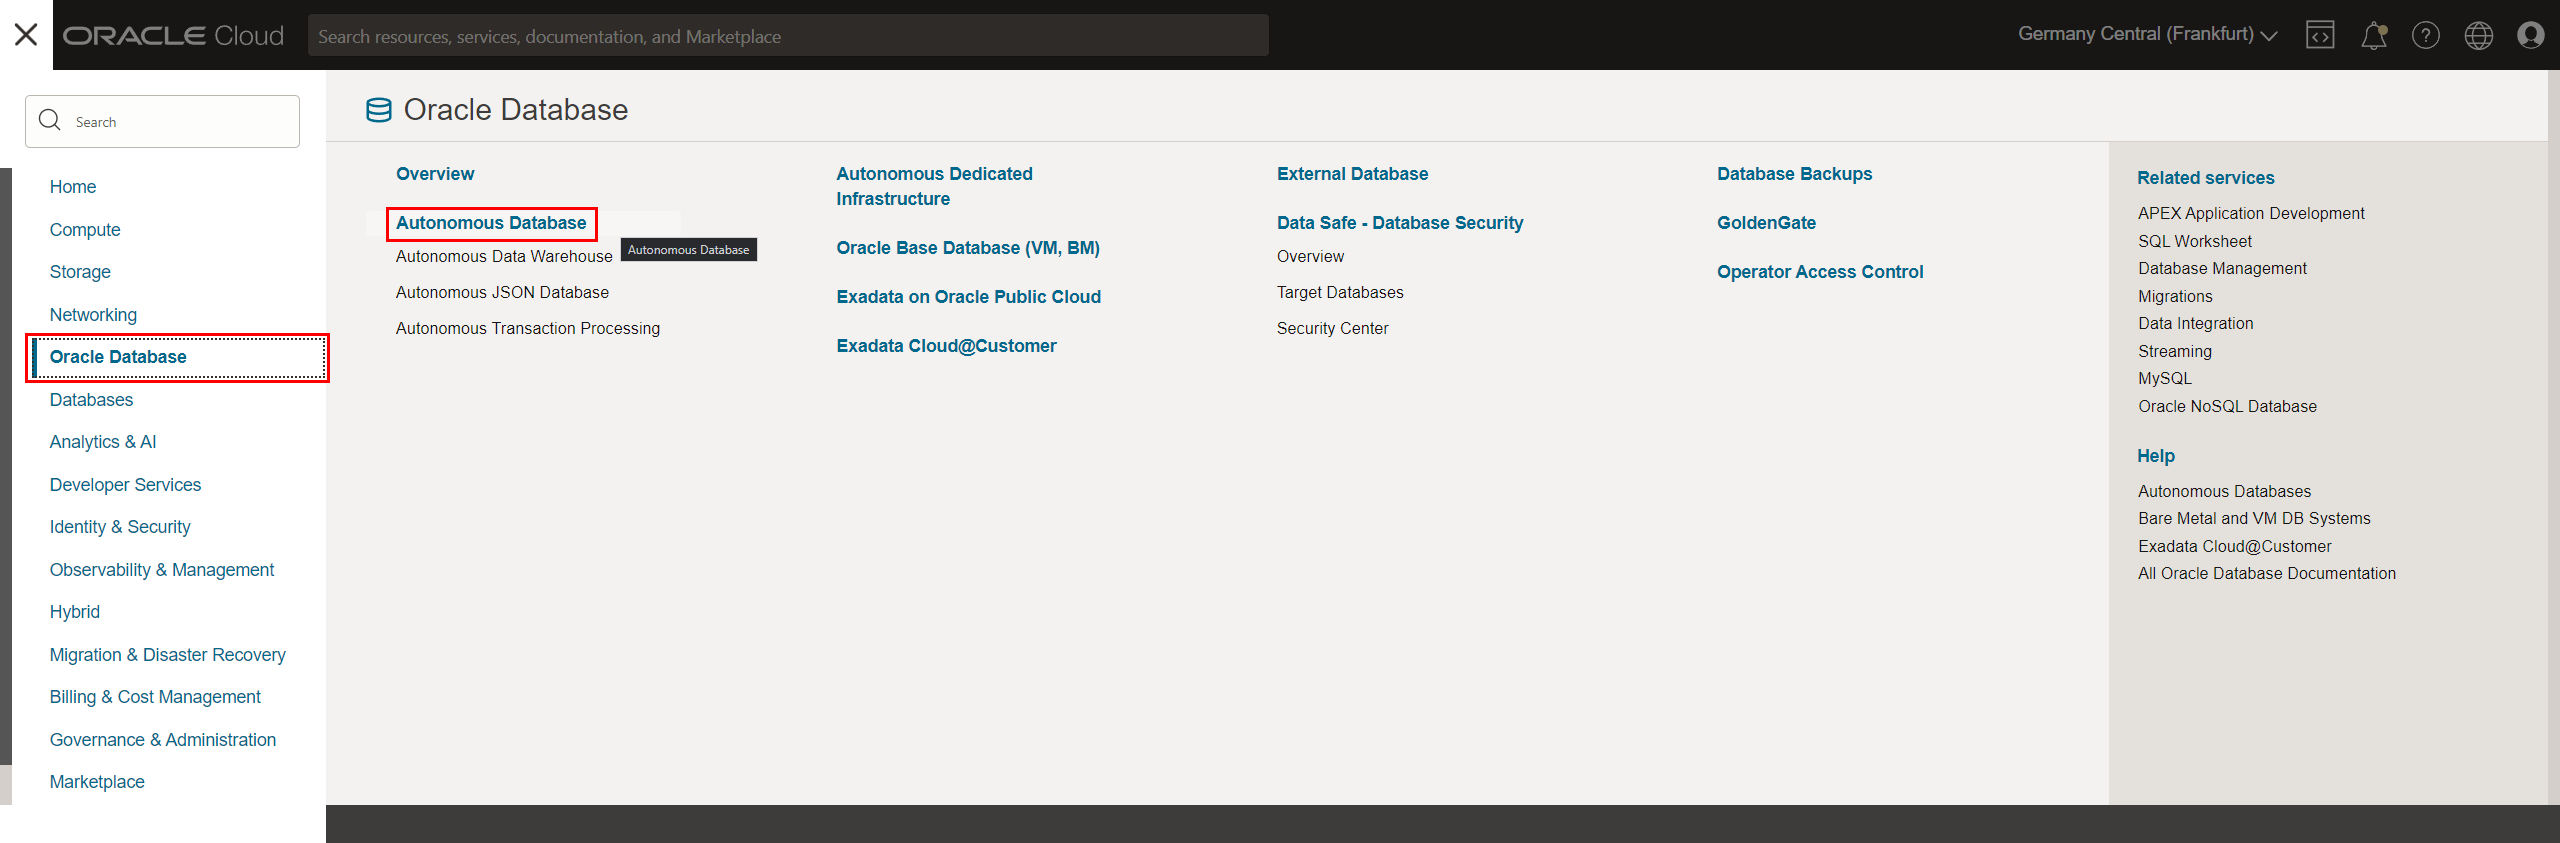 ORACLE Cloud
Search resources, services, documentation, and Marketplace
Germany Central (Frankfurt)
Search
Home
Compute
Storage
Networking
Oracle Database
Databases
Analytics & AI
Developer Services
Identity & Security
Observability & Management
Hybrid
Migration & Disaster Recovery
Billing & Cost Management
Governance & Administration
Marketplace
Oracle Database
Overview
Autonomous Database
Autonomous Database
Autonomous Data Warehouse
Autonomous JSON Database
Autonomous Transaction Processing
Autonomous Dedicated
Infrastructure
Oracle Base Database (VM, BM)
Exadata on Oracle Public Cloud
Exadata Cloud@Customer
External Database
Data Safe - Database Security
Overview
Target Databases
Security Center
Database Backups
GoldenGate
Operator Access Control
Related services
APEX Application Development
SQL Worksheet
Database Management
Migrations
Data Integration
Streaming
MySQL
Oracle NoSQL Database
Help
Autonomous Databases
Bare Metal and VM DB Systems
Exadata Cloud@Customer
All Oracle Database Documentation